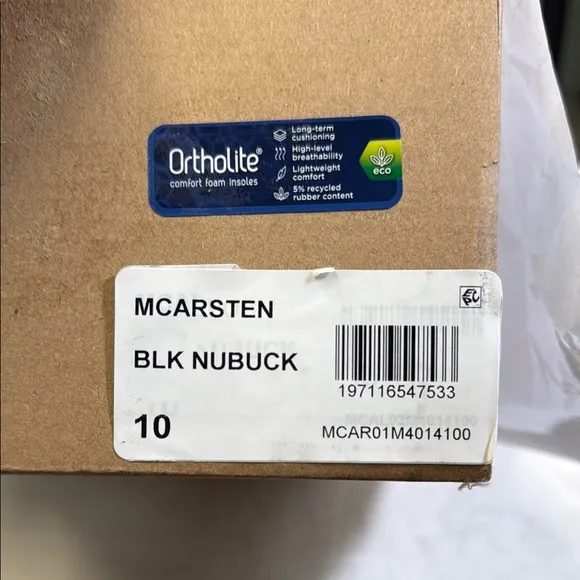 Ortholite®
comfort foam insoles
Long-term
cushioning
High-level
breathability
Lightweight
comfort
5% recycled
rubber content
eco
MCARSTEN
BLK NUBUCK
197116547533
10
MCAR01M4014100